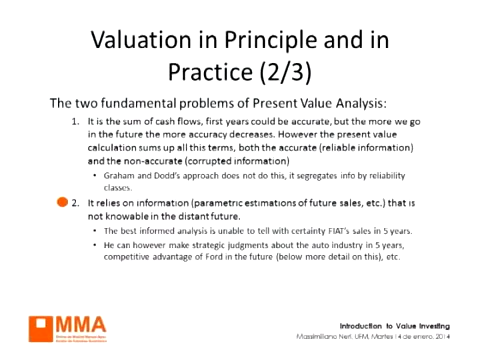 Valuation in Principle and in
Practice (2/3)
The two fundamental problems of Present Value Analysis:
1. It is the sum of cash flows, first years could be accurate, but the more we go
in the future the more accuracy decreases. However the present value
calculation sums up all this terms, both the accurate (reliable information)
and the non-accurate (corrupted information)
• Graham and Dodd's approach does not do this, it segregates info by reliability
classes.
2. It relies on information (parametric estimations of future sales, etc.) that is
not knowable in the distant future.
• The best informed analysis is unable to tell with certainty FIAT's sales in 5 years.
• He can however make strategic judgments about the auto industry in 5 years,
competitive advantage of Ford in the future (below more detail on this), etc.
MMA
Introduction to Value Investing
Massimiliano Neri, UFM, Martes 14 de enero, 2014